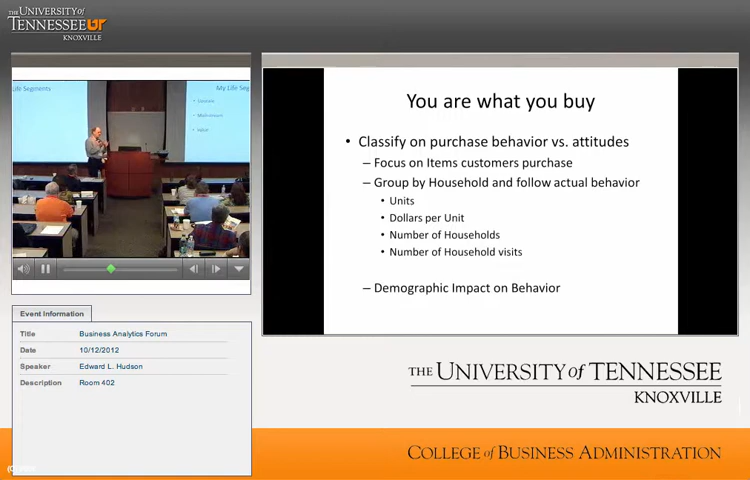 THE UNIVERSITY of
TENNESSEE UT
KNOXVILLE
Life Segments
My Life Seg
You are what you buy
• Classify on purchase behavior vs. attitudes
– Focus on Items customers purchase
– Group by Household and follow actual behavior
• Units
• Dollars per Unit
• Number of Households
• Number of Household visits
– Demographic Impact on Behavior
Event Information
Title Business Analytics Forum
Date 10/12/2012
Speaker Edward L. Hudson
Description Room 402
THE UNIVERSITY of TENNESSEE
KNOXVILLE
COLLEGE of BUSINESS ADMINISTRATION